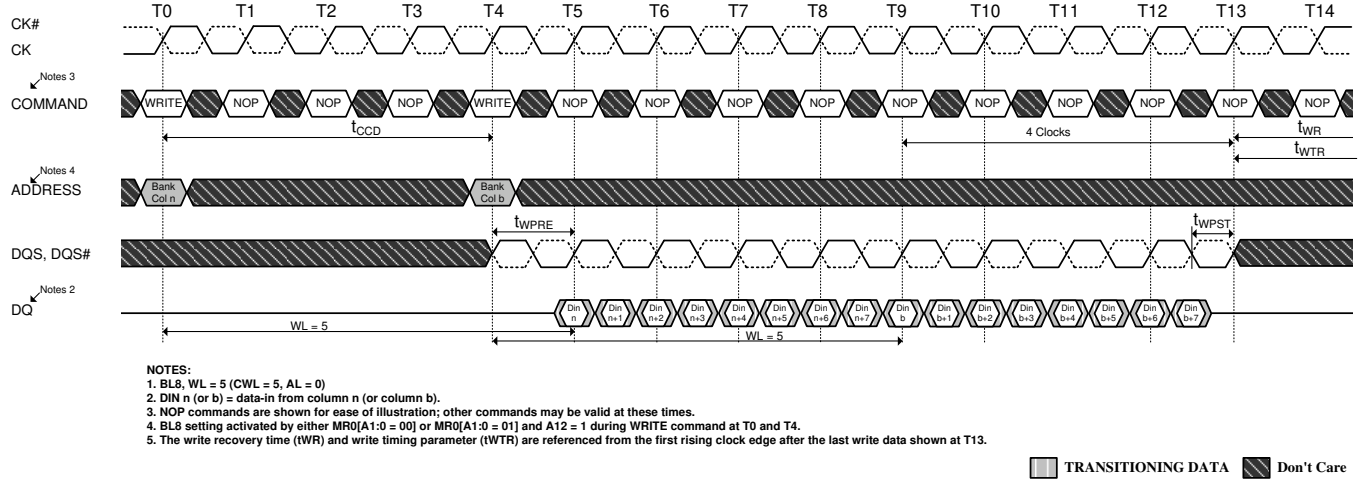 T0 T1 T2 T3 T4 T5 T6 T7 T8 T9 T10 T11 T12 T13 T14
CK#
CK
Notes 3
COMMAND
WRITE NOP NOP NOP WRITE NOP NOP NOP NOP NOP NOP NOP NOP NOP NOP
tCCD
4 Clocks
tWR
tWTR
Notes 4
ADDRESS
Bank Bank
Col n Col b
tWPRE
tWPST
DQS, DQS#
Notes 2
DQ
Din Din Din Din Din Din Din Din Din Din Din Din Din Din Din Din
n n+1 n+2 n+3 n+4 n+5 n+6 n+7 b b+1 b+2 b+3 b+4 b+5 b+6 b+7
WL = 5
WL = 5
NOTES:
1. BL8, WL = 5 (CWL = 5, AL = 0)
2. DIN n (or b) = data-in from column n (or column b).
3. NOP commands are shown for ease of illustration; other commands may be valid at these times.
4. BL8 setting activated by either MR0[A1:0 = 00] or MR0[A1:0 = 01] and A12 = 1 during WRITE command at T0 and T4.
5. The write recovery time (tWR) and write timing parameter (tWTR) are referenced from the first rising clock edge after the last write data shown at T13.
TRANSITIONING DATA Don't Care